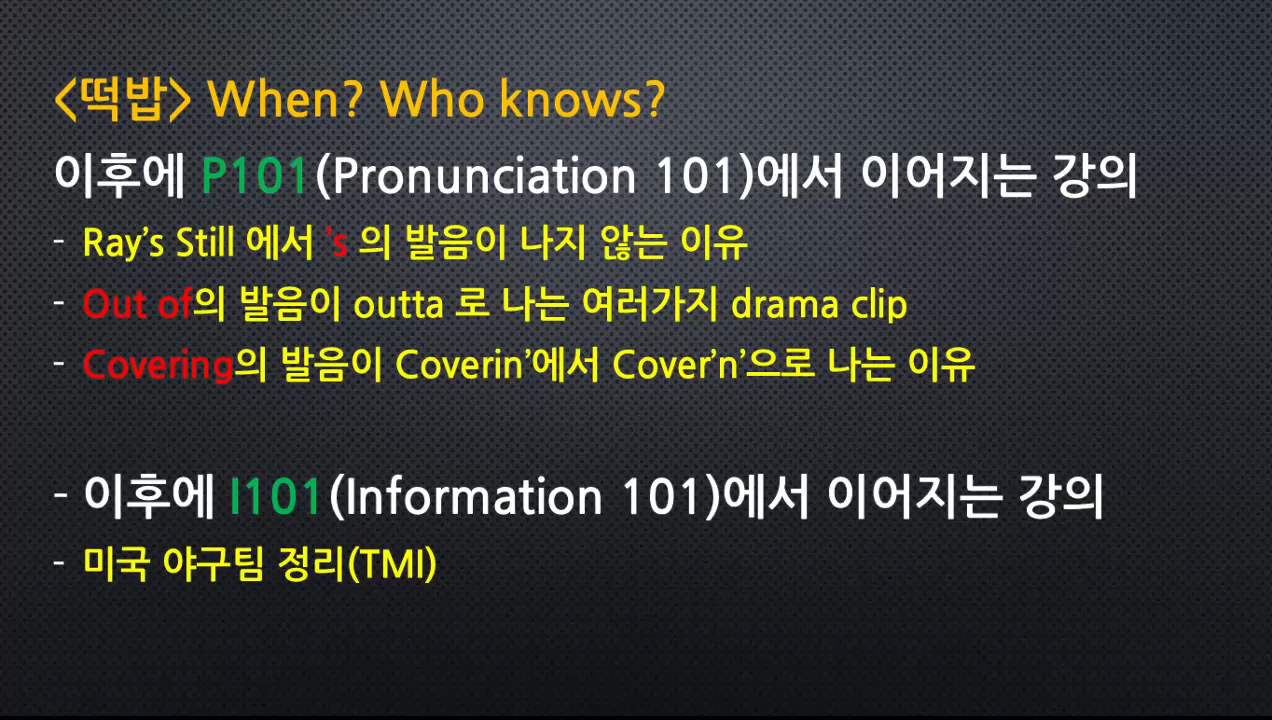 <떡밥> When? Who knows?
이후에 P101(Pronunciation 101)에서 이어지는 강의
- Ray’s Still 에서 ’s 의 발음이 나지 않는 이유
- Out of의 발음이 outta 로 나는 여러가지 drama clip
- Covering의 발음이 Coverin’에서 Cover’n’으로 나는 이유
- 이후에 I101(Information 101)에서 이어지는 강의
- 미국 야구팀 정리(TMI)